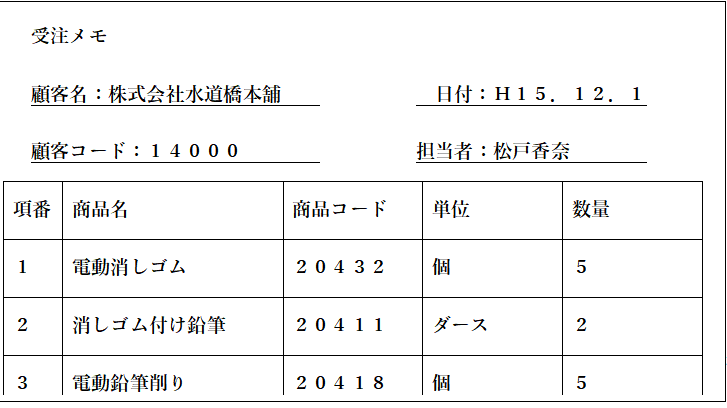 受注メモ
顧客名：株式会社水道橋本舗　日付：Ｈ１５．１２．１
顧客コード：１４０００　担当者：松戸香奈
項番　商品名　商品コード　単位　数量
１　電動消しゴム　２０４３２　個　５
２　消しゴム付け鉛筆　２０４１１　ダース　２
３　電動鉛筆削り　２０４１８　個　５